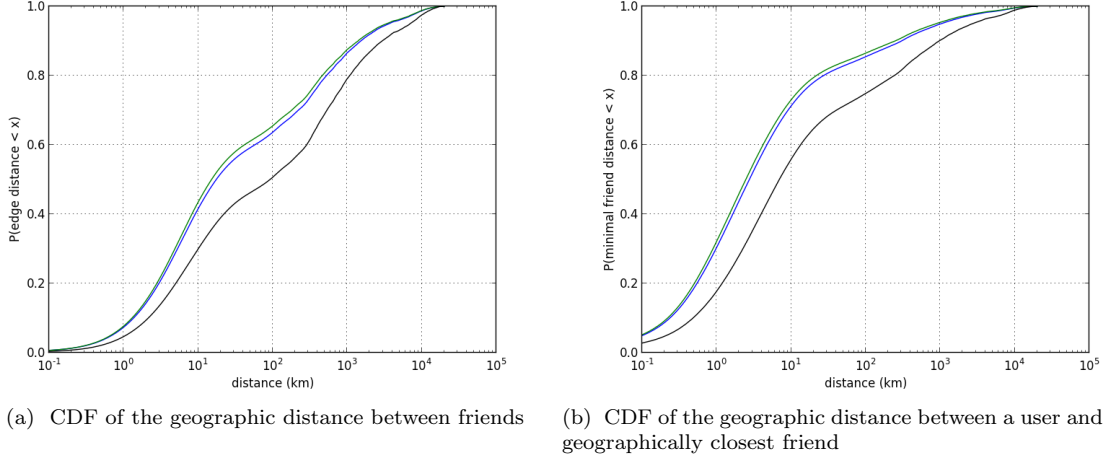 1.0
0.8
0.6
0.4
0.2
0.0
P(edge distance < x)
10^-1 10^0 10^1 10^2 10^3 10^4 10^5
distance (km)
(a) CDF of the geographic distance between friends
1.0
0.8
0.6
0.4
0.2
0.0
P(minimal friend distance < x)
10^-1 10^0 10^1 10^2 10^3 10^4 10^5
distance (km)
(b) CDF of the geographic distance between a user and
geographically closest friend